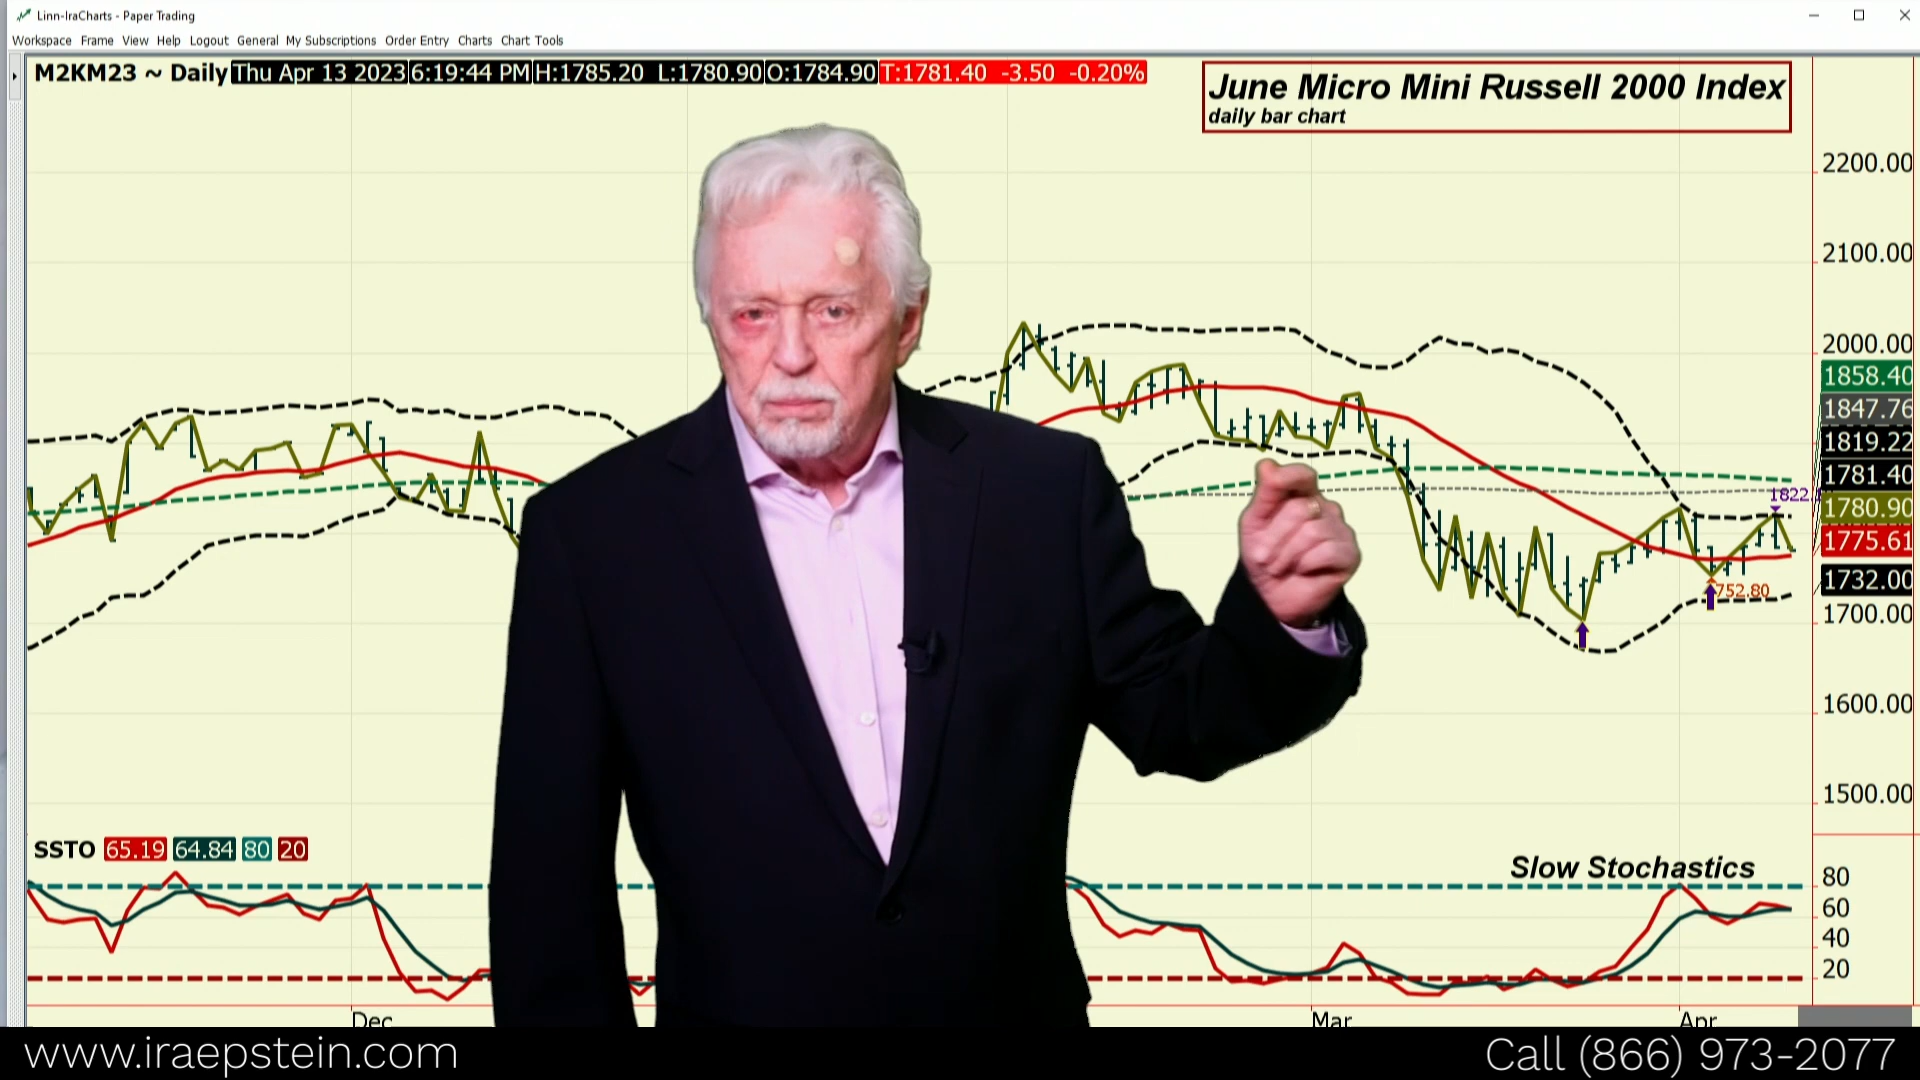 Linn-IraCharts - Paper Trading
Workspace Frame View Help Logout General My Subscriptions Order Entry Charts Chart Tools
M2KM23 ~ Daily Thu Apr 13 2023 6:19:44 PM H:1785.20 L:1780.90 O:1784.90 T:1781.40 -3.50 -0.20%
June Micro Mini Russell 2000 Index
daily bar chart
2200.00
2100.00
2000.00
1858.40
1847.76
1819.22
1781.40
1822.
1780.90
1775.61
1732.00
752.80
1700.00
1600.00
1500.00
SSTO 65.19 64.84 80 20
Slow Stochastics
80
60
40
20
Dec Mar Apr
www.iraepstein.com Call (866) 973-2077